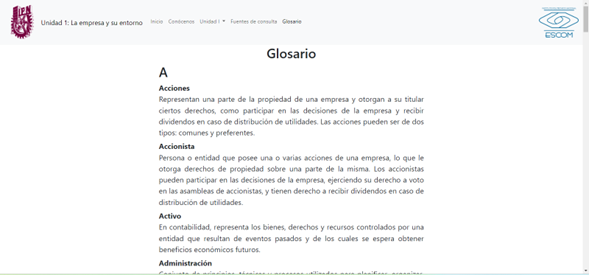 Unidad 1: La empresa y su entorno
Inicio Conócenos Unidad I Fuentes de consulta Glosario
ESCOM
Glosario
A
Acciones
Representan una parte de la propiedad de una empresa y otorgan a su titular
ciertos derechos, como participar en las decisiones de la empresa y recibir
dividendos en caso de distribución de utilidades. Las acciones pueden ser de dos
tipos: comunes y preferentes.
Accionista
Persona o entidad que posee una o varias acciones de una empresa, lo que le
otorga derechos de propiedad sobre una parte de la misma. Los accionistas
pueden participar en las decisiones de la empresa, ejerciendo su derecho a voto
en las asambleas de accionistas, y tienen derecho a recibir dividendos en caso de
distribución de utilidades.
Activo
En contabilidad, representa los bienes, derechos y recursos controlados por una
entidad que resultan de eventos pasados y de los cuales se espera obtener
beneficios económicos futuros.
Administración